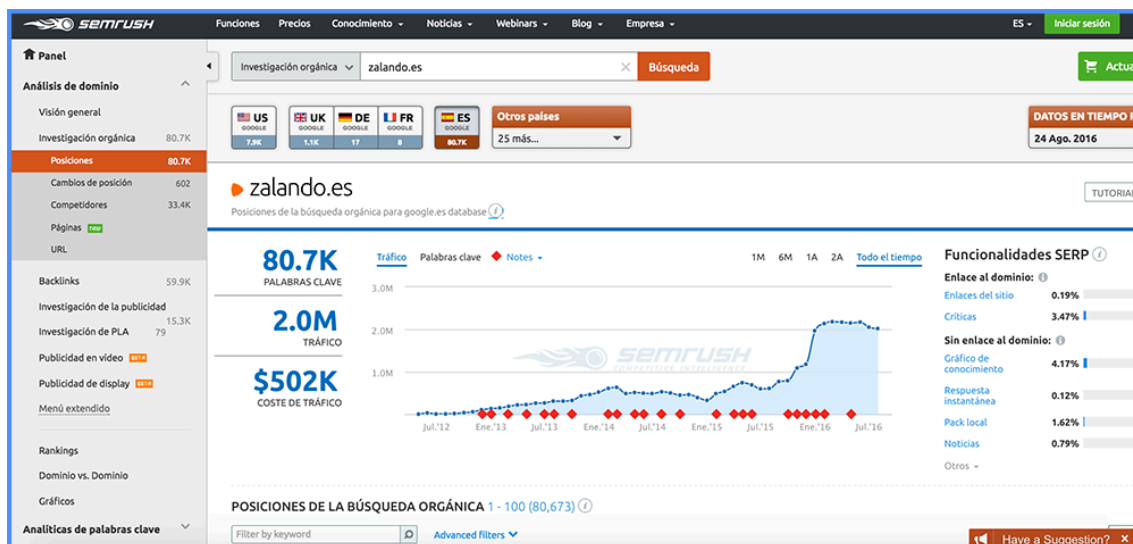 SEMRUSH
Funciones Precios Conocimiento Noticias Webinars Blog Empresa ES Iniciar sesión
Panel
Análisis de dominio
Visión general
Investigación orgánica 80.7K
Posiciones 80.7K
Cambios de posición 602
Competidores 33.4K
Páginas new
URL
Backlinks 59.9K
Investigación de la publicidad
15.3K
Investigación de PLA 79
Publicidad en vídeo BETA
Publicidad de display BETA
Menú extendido
Rankings
Dominio vs. Dominio
Gráficos
Analíticas de palabras clave
Investigación orgánica zalando.es × Búsqueda
Actua
US UK DE FR ES
GOOGLE GOOGLE GOOGLE GOOGLE GOOGLE
7.9K 1.1K 17 8 80.7K
Otros países
25 más...
DATOS EN TIEMPO R
24 Ago. 2016
zalando.es
TUTORIAL
Posiciones de la búsqueda orgánica para google.es database i
80.7K
PALABRAS CLAVE
2.0M
TRÁFICO
$502K
COSTE DE TRÁFICO
Tráfico Palabras clave Notes 1M 6M 1A 2A Todo el tiempo
3.0M
2.0M
1.0M
SEMRUSH
COMPETITIVE INTELLIGENCE
Jul.'12 Ene.'13 Jul.'13 Ene.'14 Jul.'14 Ene.'15 Jul.'15 Ene.'16 Jul.'16
Funcionalidades SERP i
Enlace al dominio: i
Enlaces del sitio 0.19%
Críticas 3.47%
Sin enlace al dominio: i
Gráfico de
conocimiento 4.17%
Respuesta
instantánea 0.12%
Pack local 1.62%
Noticias 0.79%
Otros
POSICIONES DE LA BÚSQUEDA ORGÁNICA 1 - 100 (80,673) i
Filter by keyword Advanced filters
Have a Suggestion? ×